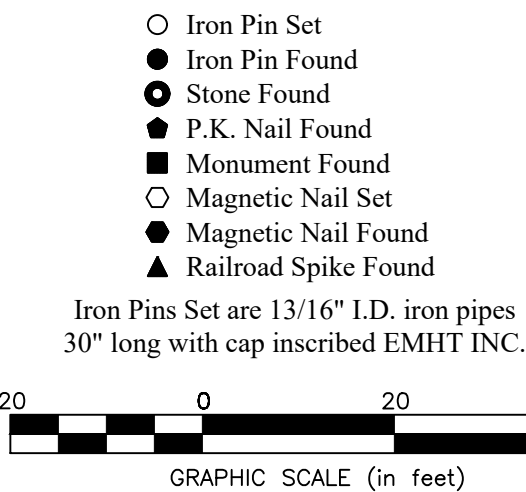 Iron Pin Set
Iron Pin Found
Stone Found
P.K. Nail Found
Monument Found
Magnetic Nail Set
Magnetic Nail Found
Railroad Spike Found
Iron Pins Set are 13/16" I.D. iron pipes
30" long with cap inscribed EMHT INC.
20 0 20
GRAPHIC SCALE (in feet)